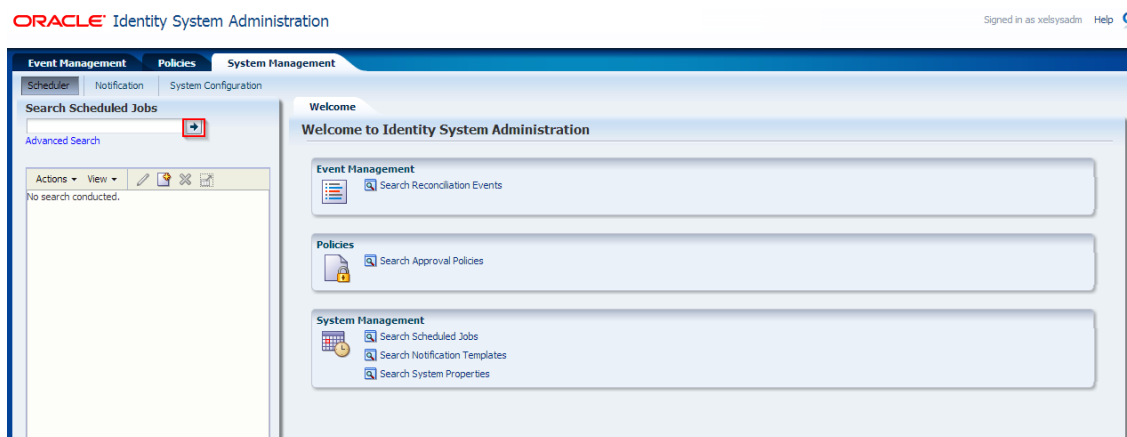 ORACLE Identity System Administration
Signed in as xelsysadm Help
Event Management Policies System Management
Scheduler Notification System Configuration
Search Scheduled Jobs
Advanced Search
Actions View
No search conducted.
Welcome
Welcome to Identity System Administration
Event Management
Search Reconciliation Events
Policies
Search Approval Policies
System Management
Search Scheduled Jobs
Search Notification Templates
Search System Properties